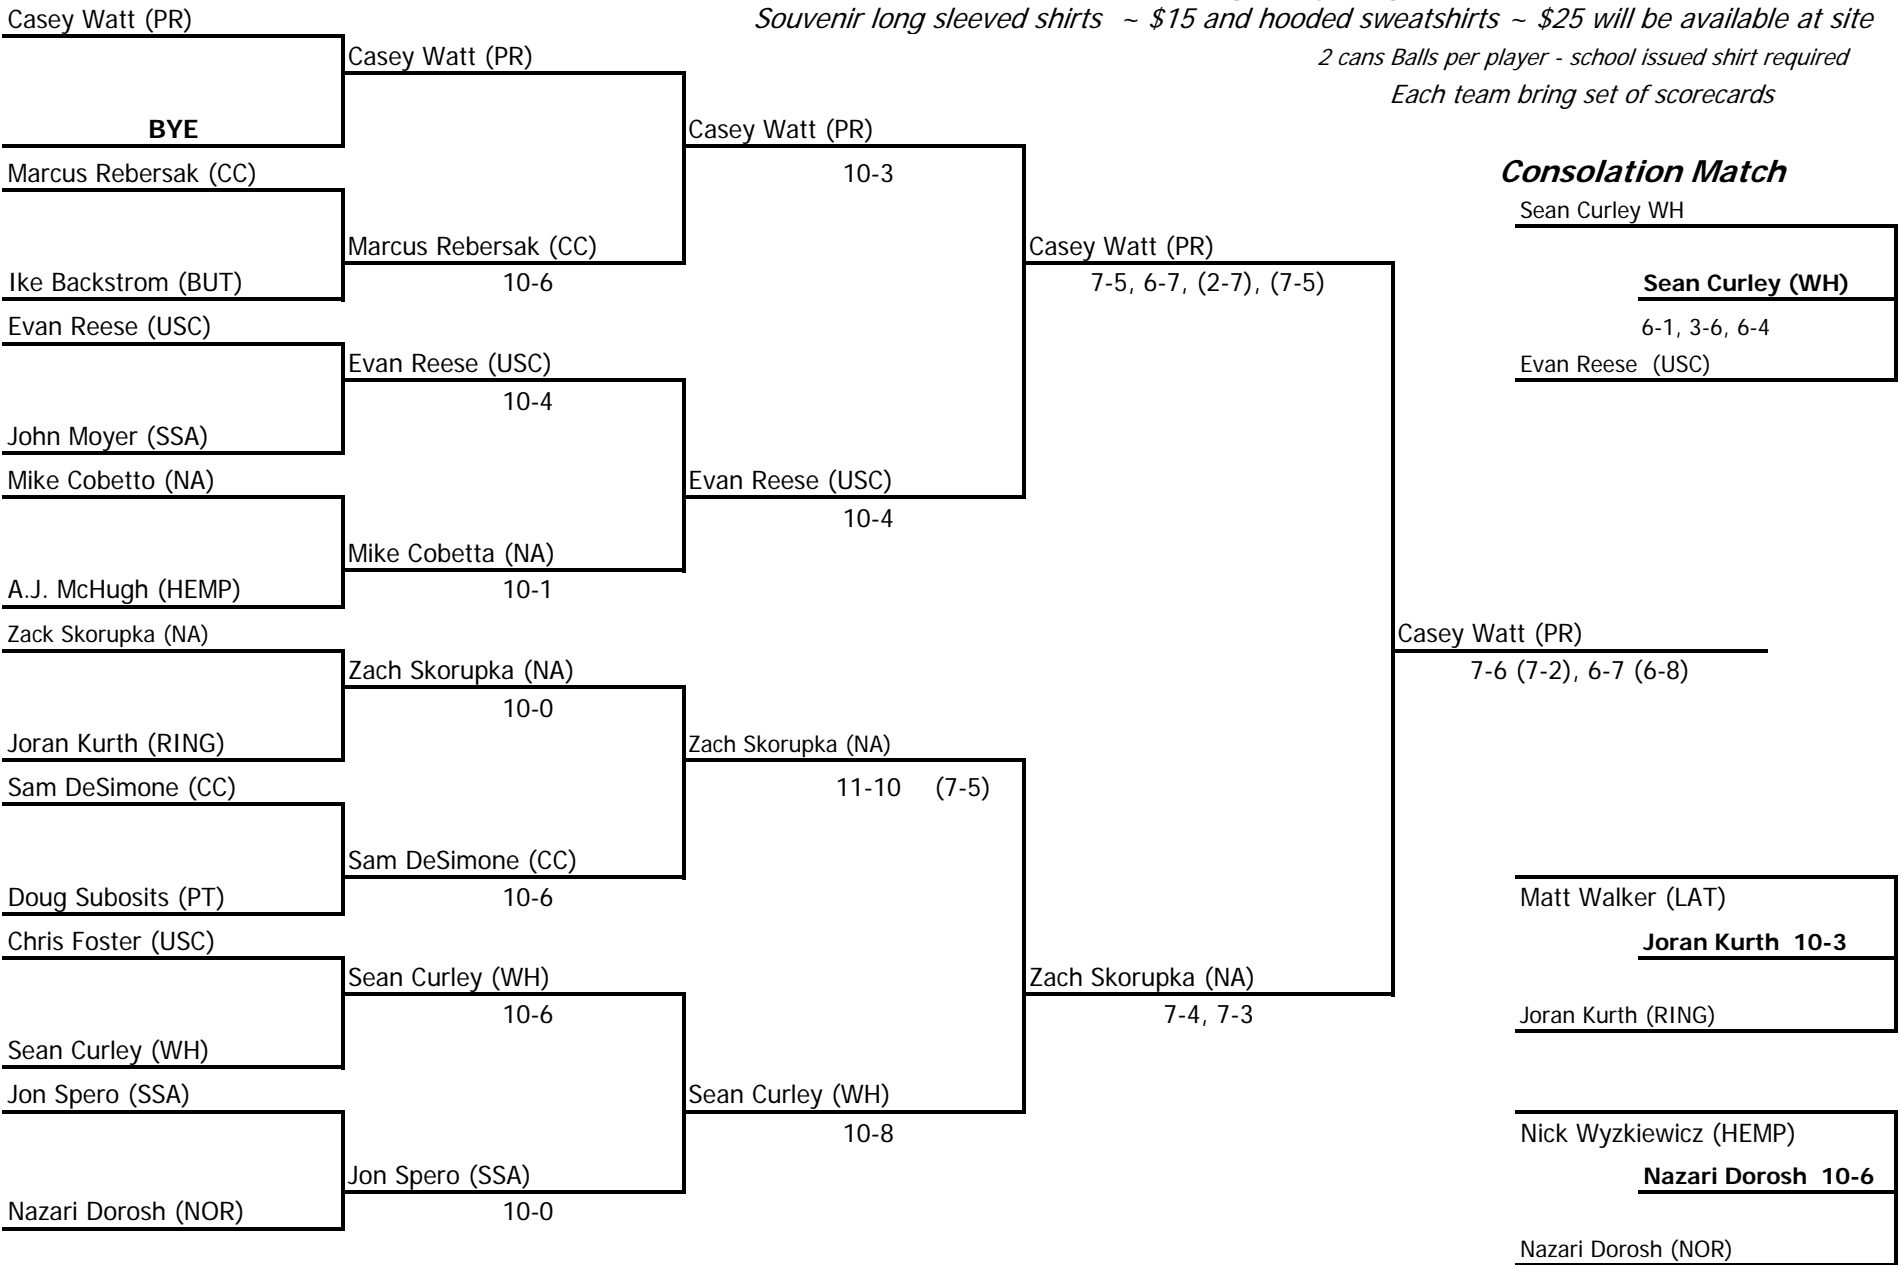 Casey Watt (PR)
Souvenir long sleeved shirts ~ $15 and hooded sweatshirts ~ $25 will be available at site
Casey Watt (PR)
2 cans Balls per player - school issued shirt required
Each team bring set of scorecards
BYE
Casey Watt (PR)
Marcus Rebersak (CC)
10-3
Consolation Match
Sean Curley WH
Marcus Rebersak (CC)
Casey Watt (PR)
Ike Backstrom (BUT)
10-6
7-5, 6-7, (2-7), (7-5)
Sean Curley (WH)
Evan Reese (USC)
6-1, 3-6, 6-4
Evan Reese (USC)
Evan Reese (USC)
10-4
John Moyer (SSA)
Mike Cobetto (NA)
Evan Reese (USC)
10-4
Mike Cobetta (NA)
A.J. McHugh (HEMP)
10-1
Zack Skorupka (NA)
Casey Watt (PR)
Zach Skorupka (NA)
7-6 (7-2), 6-7 (6-8)
10-0
Joran Kurth (RING)
Zach Skorupka (NA)
Sam DeSimone (CC)
11-10 (7-5)
Sam DeSimone (CC)
Doug Subosits (PT)
10-6
Matt Walker (LAT)
Chris Foster (USC)
Joran Kurth 10-3
Sean Curley (WH)
Zach Skorupka (NA)
10-6
7-4, 7-3
Joran Kurth (RING)
Sean Curley (WH)
Jon Spero (SSA)
Sean Curley (WH)
10-8
Nick Wyzkiewicz (HEMP)
Jon Spero (SSA)
Nazari Dorosh 10-6
Nazari Dorosh (NOR)
10-0
Nazari Dorosh (NOR)